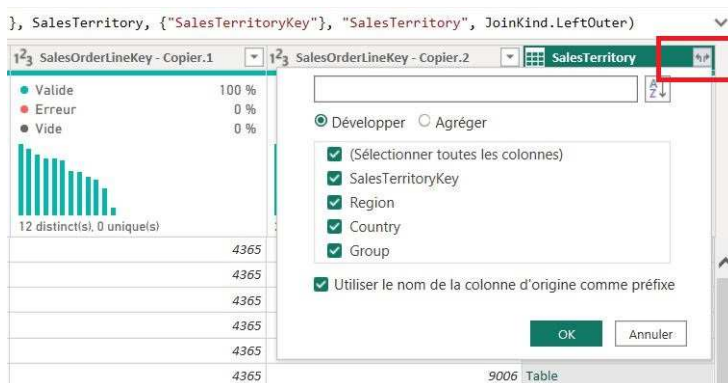 }, SalesTerritory, {"SalesTerritoryKey"}, "SalesTerritory", JoinKind.LeftOuter)
1²3 SalesOrderLineKey - Copier.1
1²3 SalesOrderLineKey - Copier.2
SalesTerritory
Valide 100 %
Erreur 0 %
Vide 0 %
12 distinct(s), 0 unique(s)
A
Z
Développer
Agréger
(Sélectionner toutes les colonnes)
SalesTerritoryKey
Region
Country
Group
Utiliser le nom de la colonne d'origine comme préfixe
OK
Annuler
4365
4365
4365
4365
4365
4365 9006 Table